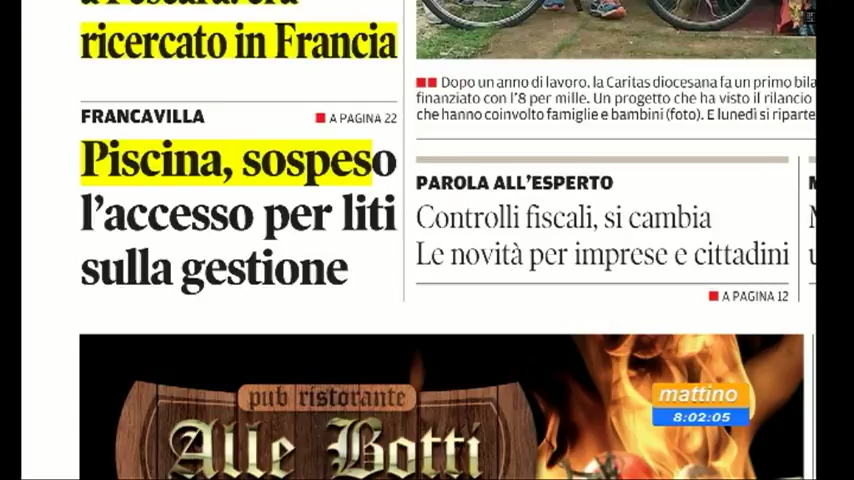 ricercato in Francia
FRANCAVILLA
A PAGINA 22
Piscina, sospeso
l'accesso per liti
sulla gestione
Dopo un anno di lavoro, la Caritas diocesana fa un primo
finanziato con l'8 per mille. Un progetto che ha visto il rilancio
che hanno coinvolto famiglie e bambini (foto). E lunedì si
PAROLA ALL'ESPERTO
Controlli fiscali, si cambia
Le novità per imprese e cittadini
A PAGINA 12
pub ristorante
Alle Botti
mattino
8:02:05